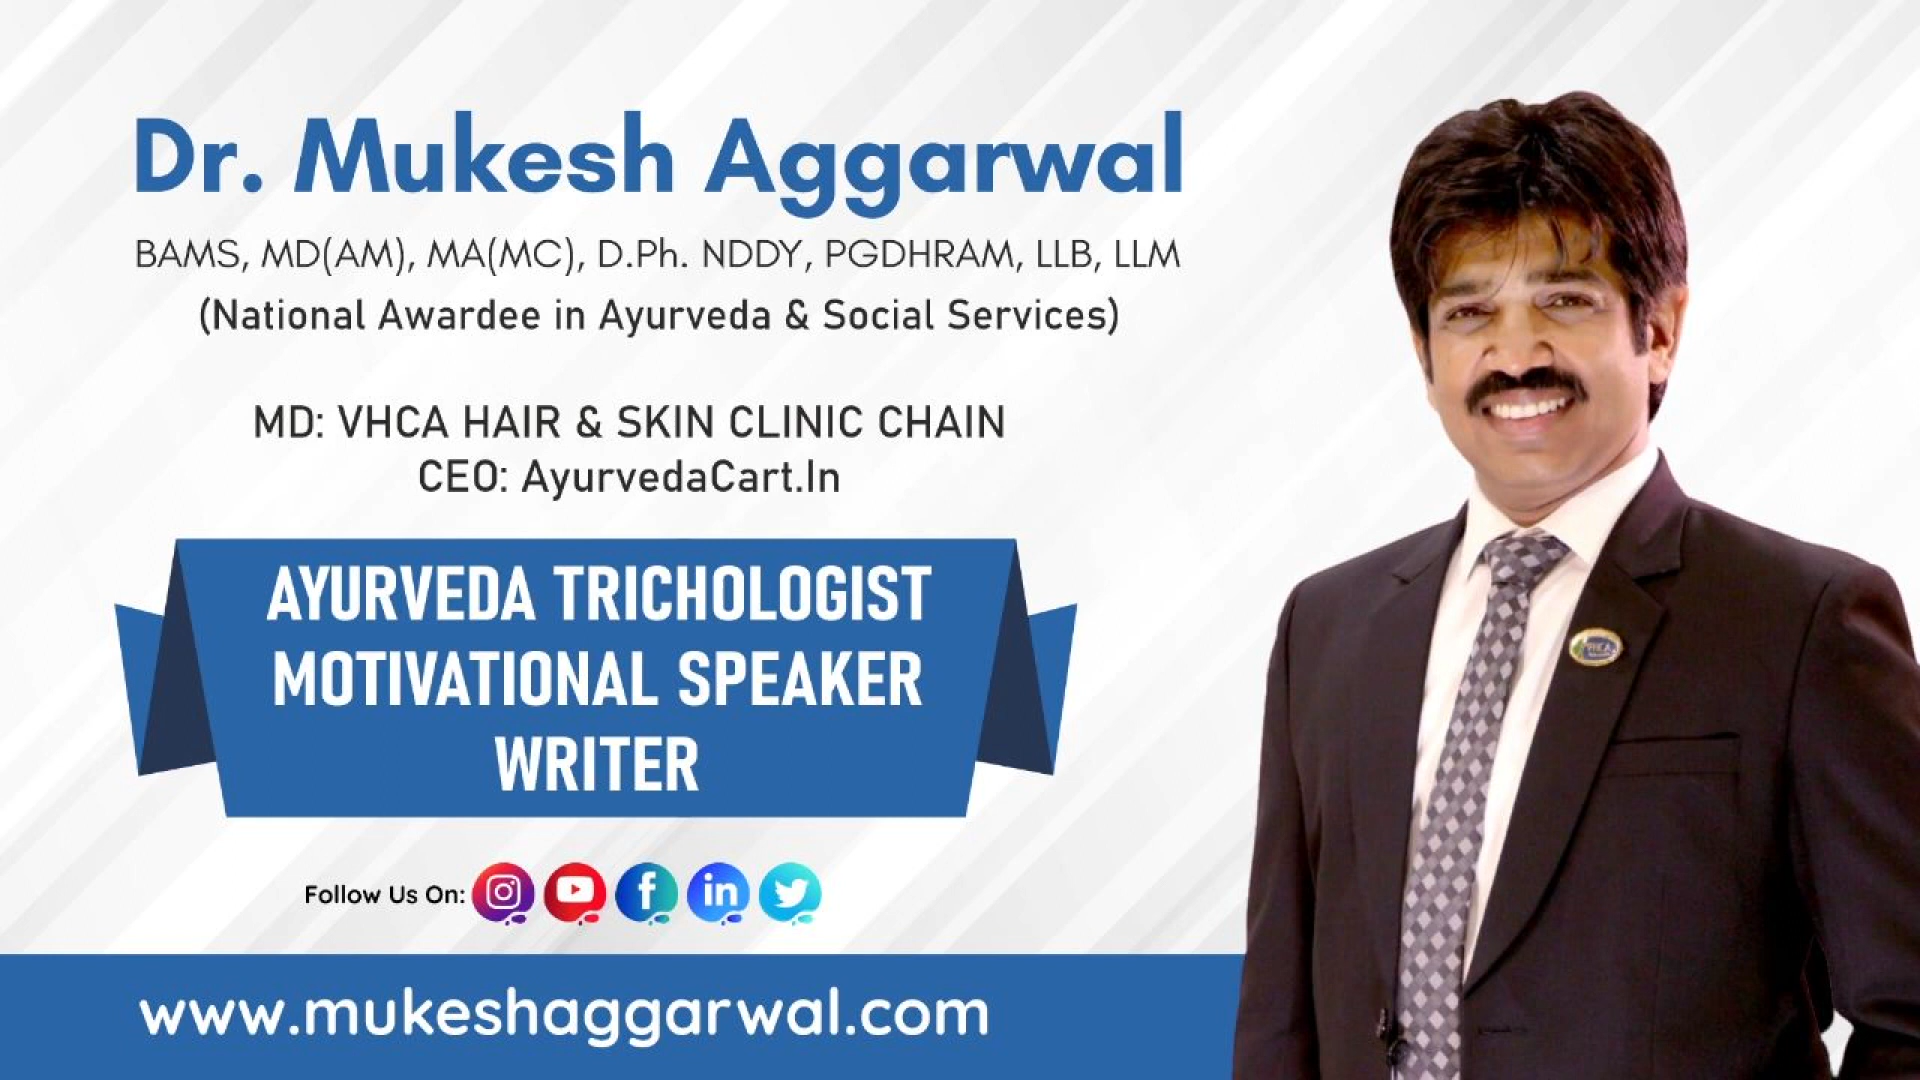 Dr. Mukesh Aggarwal
BAMS, MD(AM), MA(MC), D.Ph. NDDY, PGDHRAM, LLB, LLM
(National Awardee in Ayurveda & Social Services)
MD: VHCA HAIR & SKIN CLINIC CHAIN
CEO: AyurvedaCart.In
AYURVEDA TRICHOLOGIST
MOTIVATIONAL SPEAKER
WRITER
Follow Us On:
www.mukeshaggarwal.com